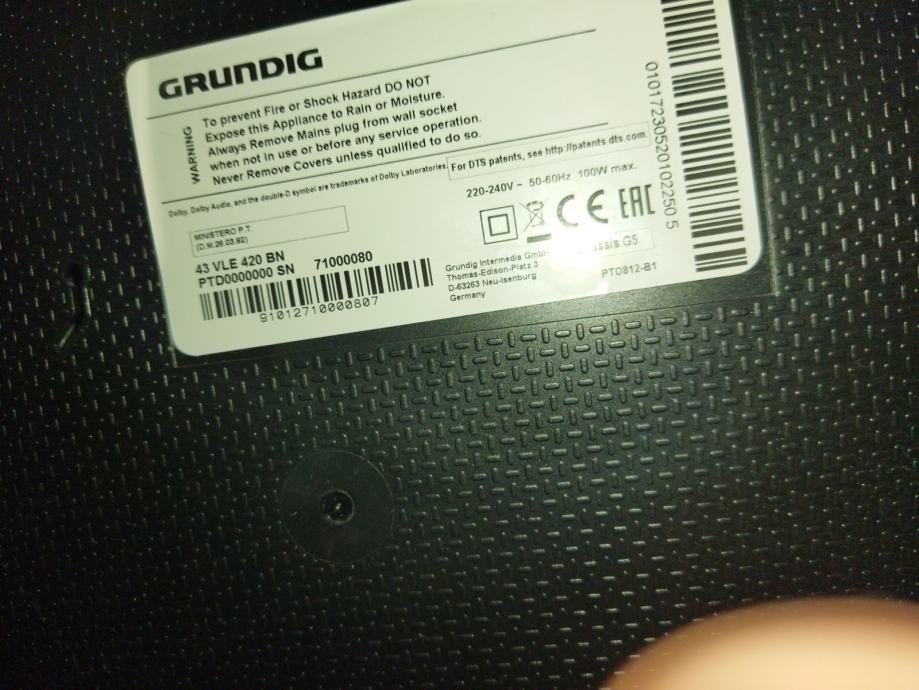 GRUNDIG
WARNING
To prevent Fire or Shock Hazard DO NOT
Expose this Appliance to Rain or Moisture.
Always Remove Mains plug from wall socket
when not in use or before any service operation.
Never Remove Covers unless qualified to do so.
Dolby, Dolby Audio, and the double-D symbol are trademarks of Dolby Laboratories.
For DTS patents, see http://patents.dts.com.
220-240V ~ 50-60Hz 100W max.
CE EAC
MINISTERO P.T.
(D.M.26.03.92)
43 VLE 420 BN
PTD0000000 SN 71000080
91012710000807
Grundig Intermedia GmbH
Thomas-Edison-Platz 3
D-63263 Neu-Isenburg
Germany
G5
PTD812-B1
01017230520102250 5